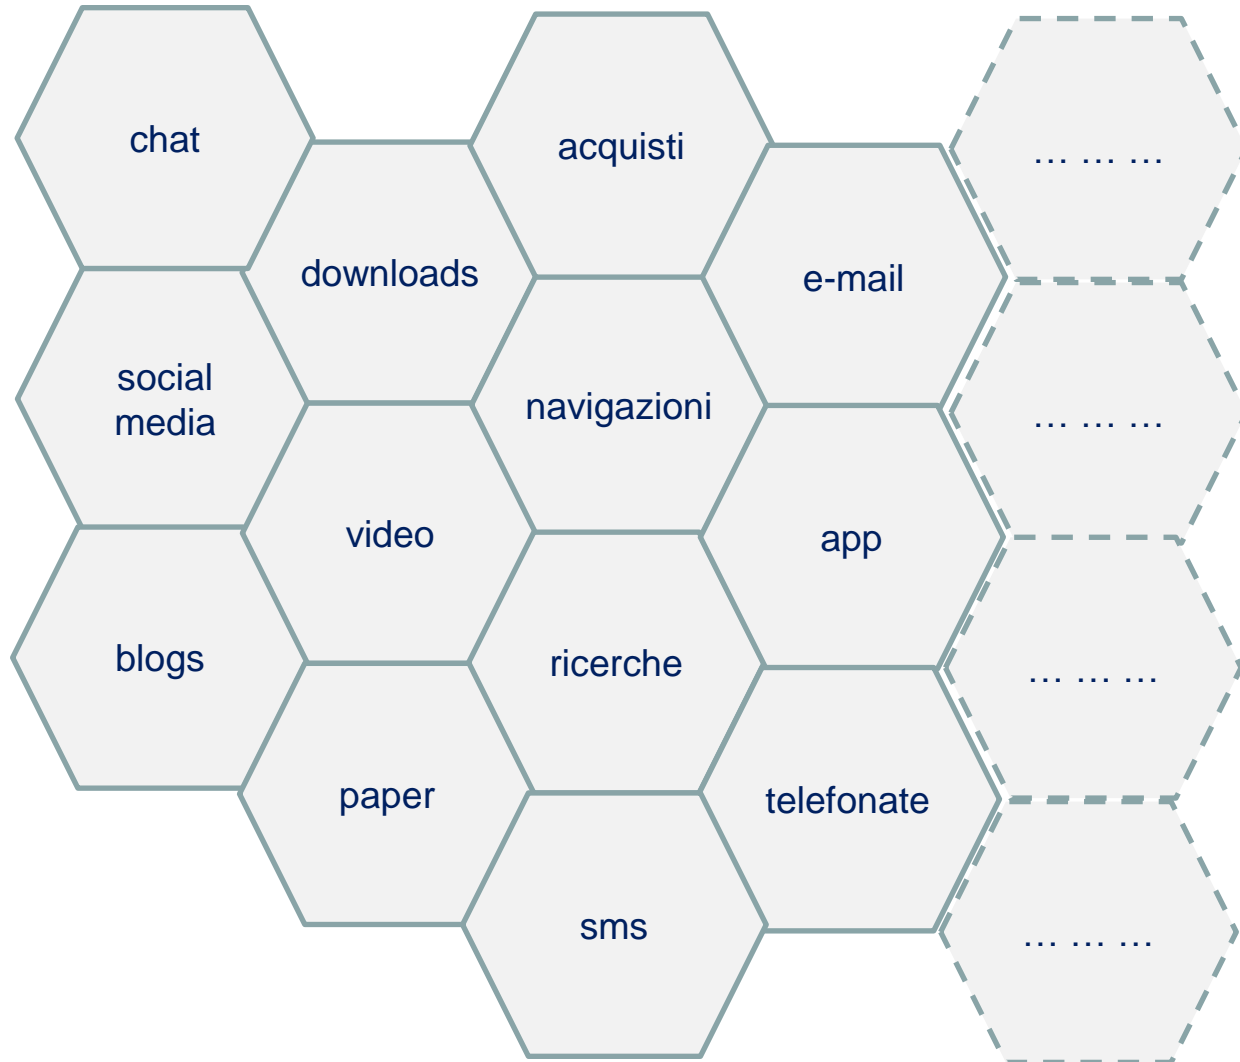 chat
acquisti
… … …
downloads
e-mail
social
media
navigazioni
… … …
video
app
blogs
ricerche
… … …
paper
telefonate
sms
… … …